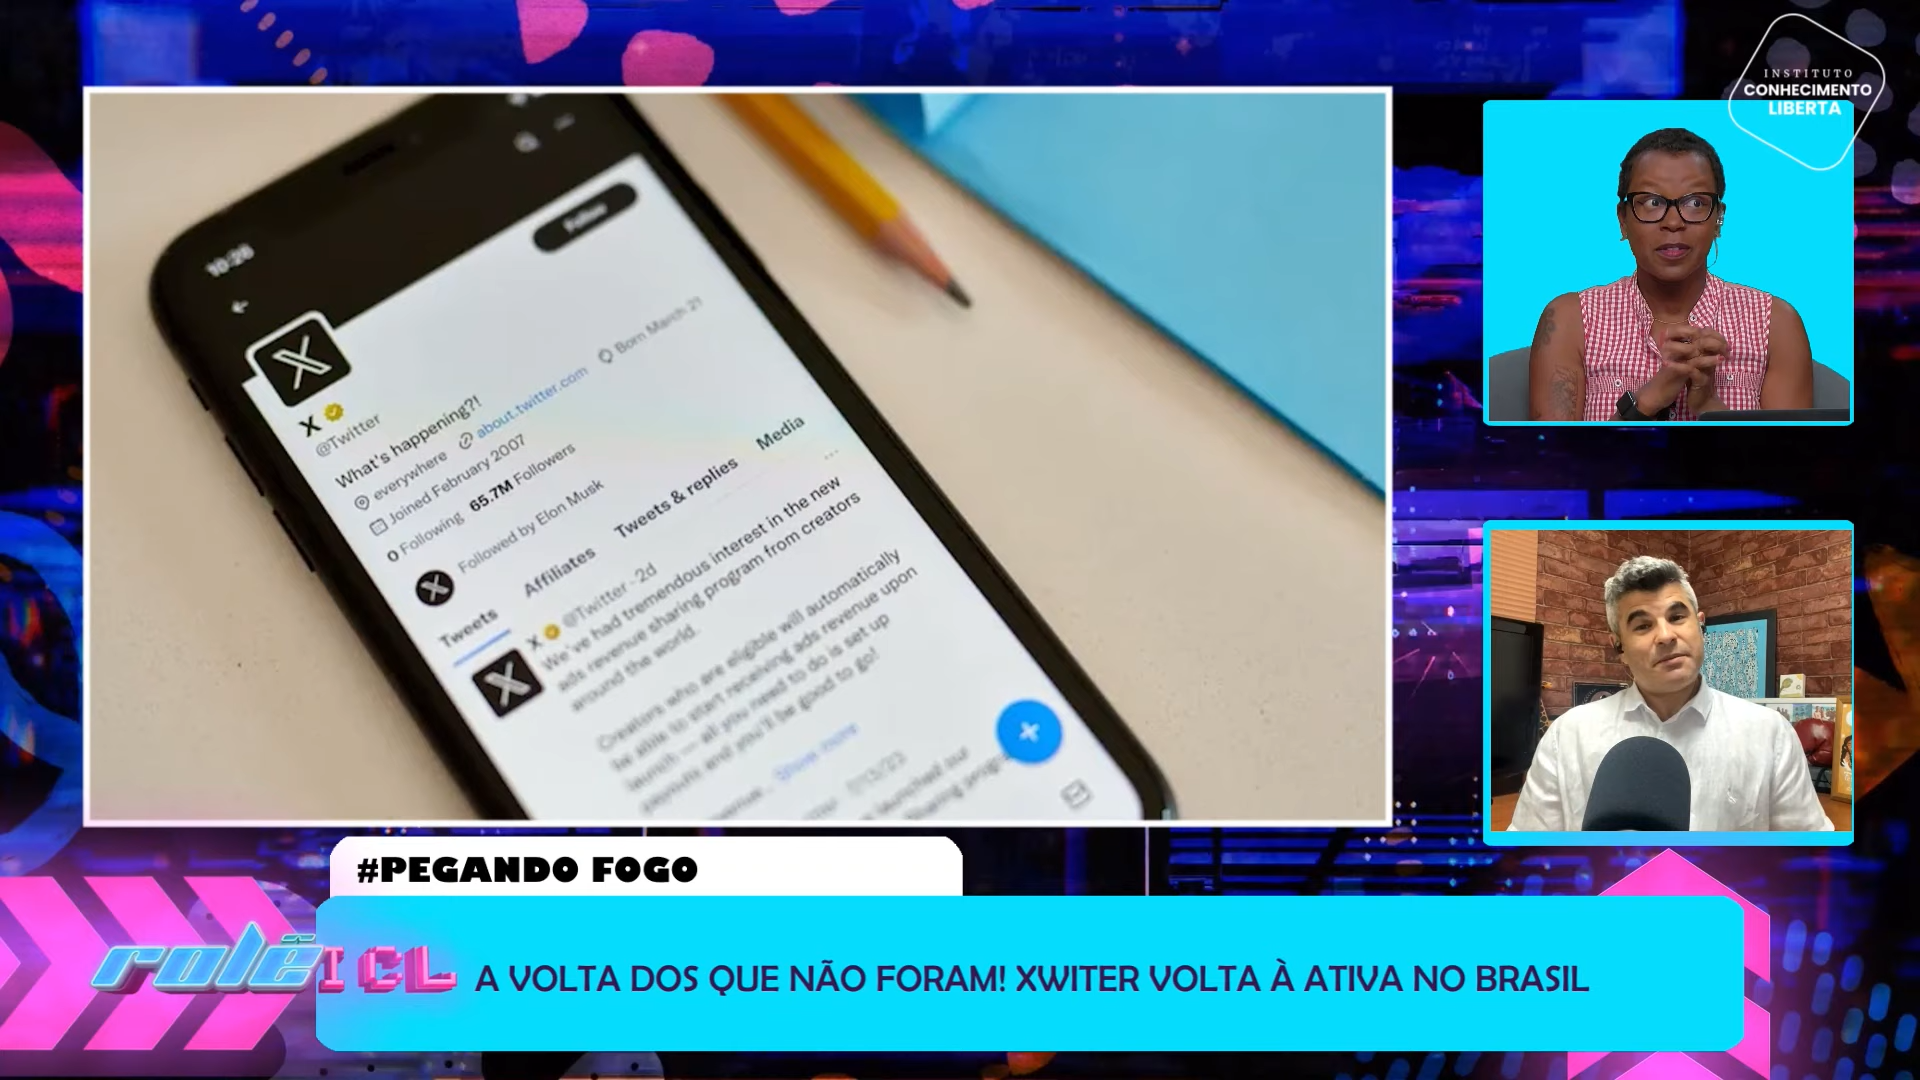 INSTITUTO
CONHECIMENTO
LIBERTA
10:26
Follow
X
@Twitter
What's happening?!
everywhere
about.twitter.com
Born March 21
Joined February 2007
0 Following 65.7M Followers
Followed by Elon Musk
Tweets
Affiliates
Tweets & replies
Media
X @Twitter · 2d
We've had tremendous interest in the new
ads revenue sharing program from creators
around the world.
Creators who are eligible will automatically
be able to start receiving ads revenue upon
launch — all you need to do is set up
payouts and you'll be good to go!
Show more
#PEGANDO FOGO
rolê ICL
A VOLTA DOS QUE NÃO FORAM! XWITER VOLTA À ATIVA NO BRASIL